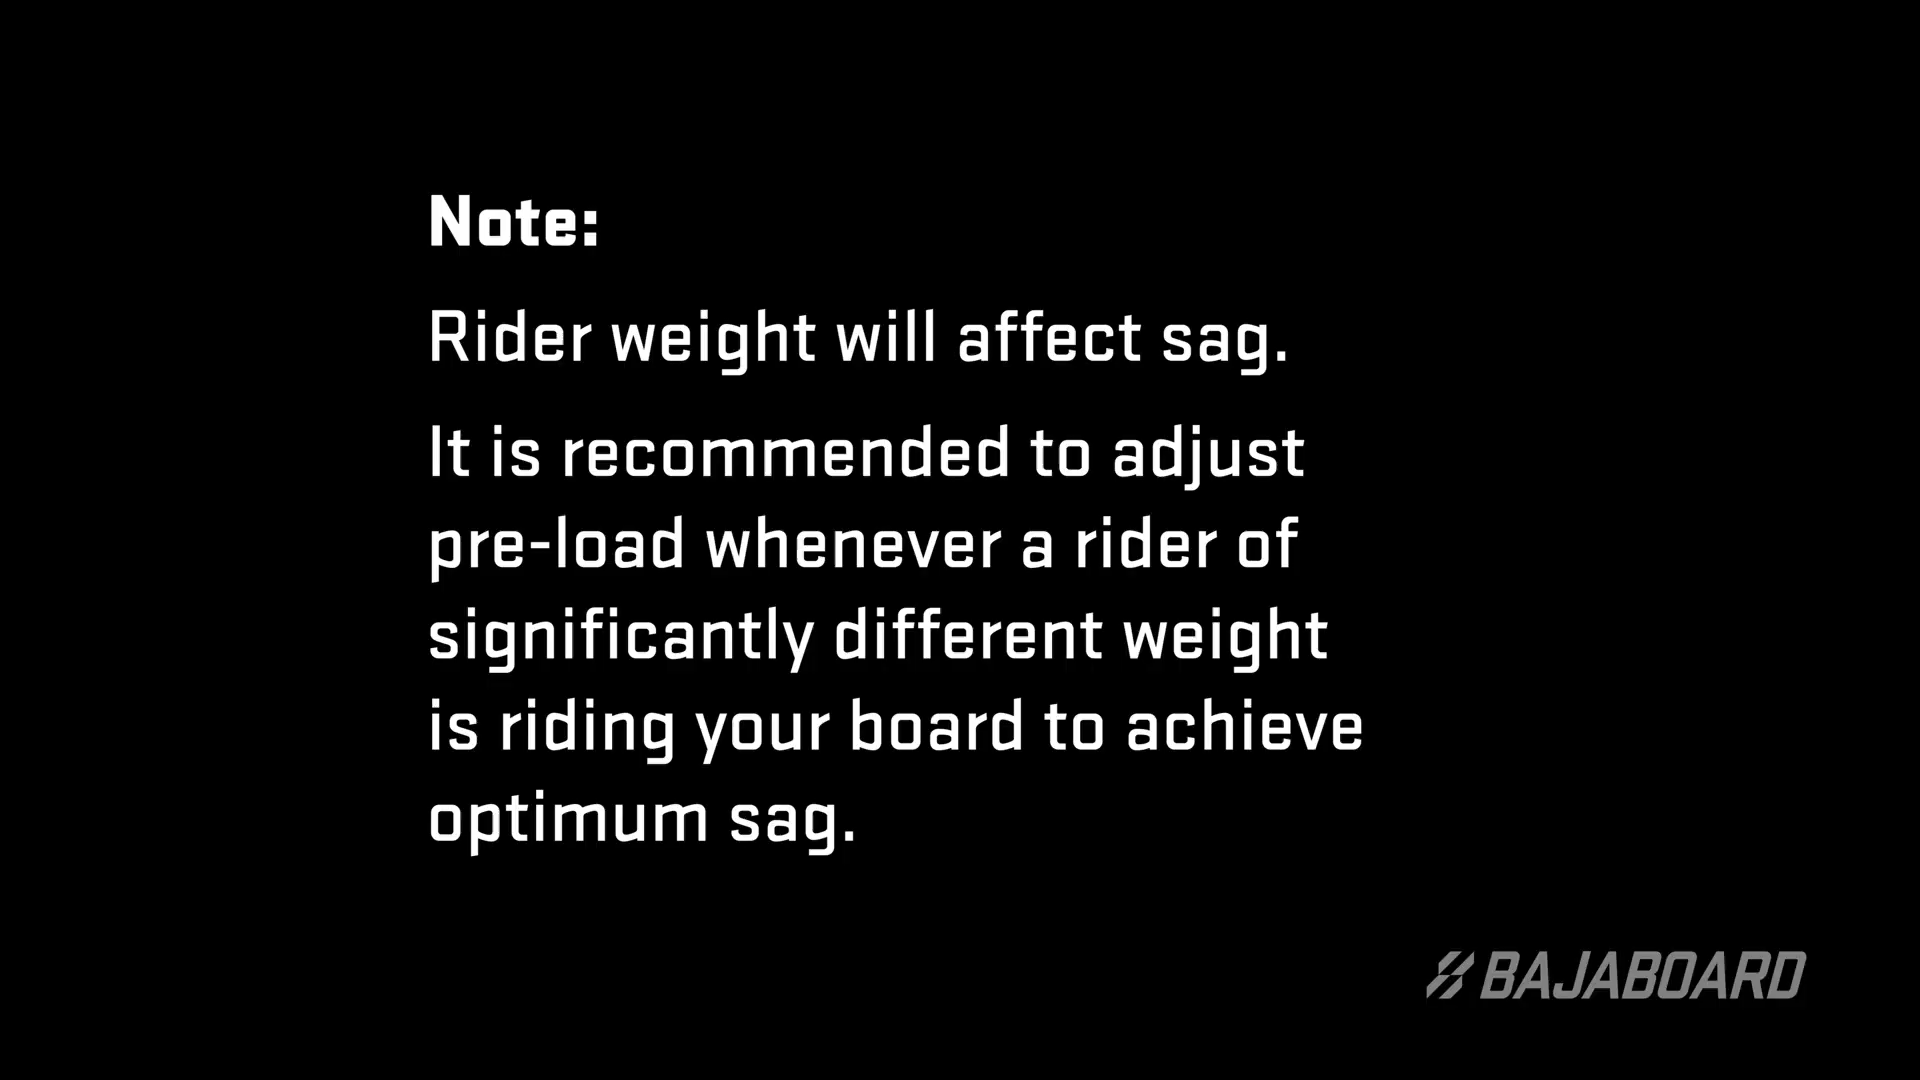 Note:
Rider weight will affect sag.
It is recommended to adjust
pre-load whenever a rider of
significantly different weight
is riding your board to achieve
optimum sag.
BAJABOARD